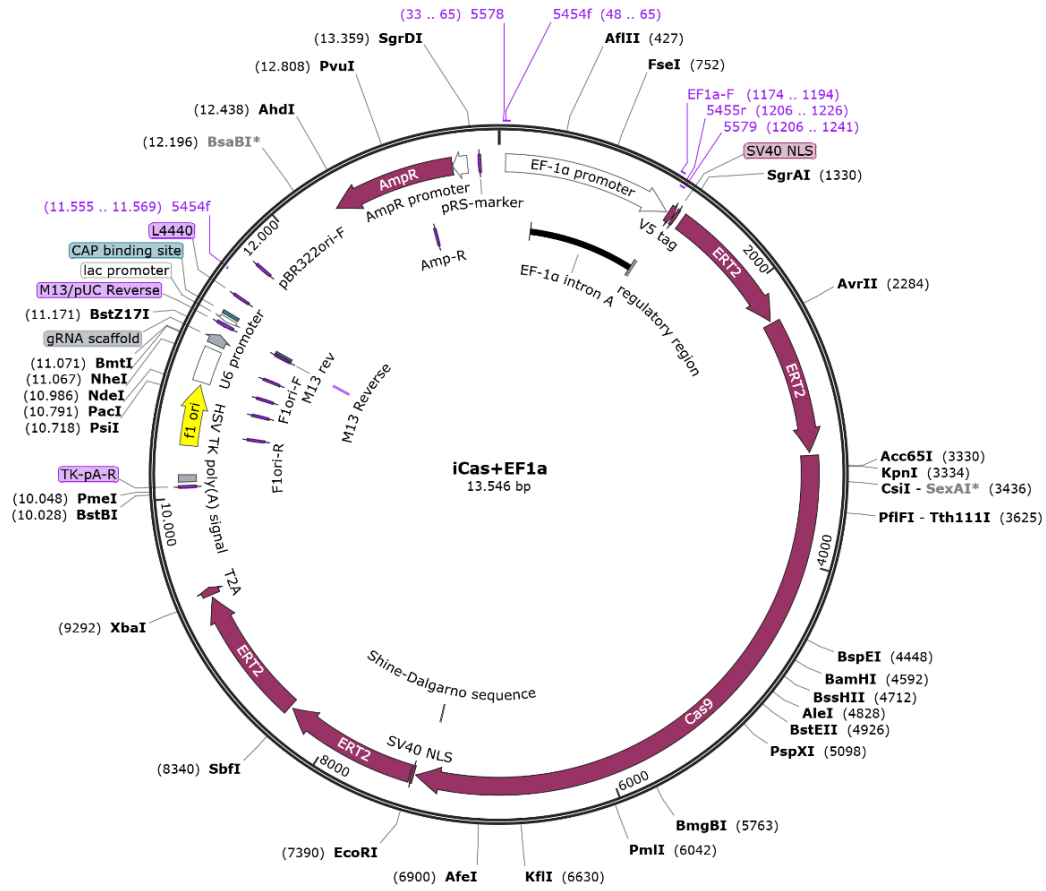 (33 .. 65) 5578
5454f (48 .. 65)
(13.359) SgrDI
AflII (427)
(12.808) PvuI
FseI (752)
(12.438) AhdI
EF1a-F (1174 .. 1194)
5455r (1206 .. 1226)
5579 (1206 .. 1241)
(12.196) BsaBI*
SV40 NLS
SgrAI (1330)
AmpR
AmpR promoter
pRS-marker
EF-1α promoter
V5 tag
(11.555 .. 11.569) 5454f
L4440
12.000
pBR322ori-F
Amp-R
EF-1α intron A
regulatory region
ERT2
2000
AvrII (2284)
CAP binding site
lac promoter
M13/pUC Reverse
(11.171) BstZ17I
gRNA scaffold
(11.071) BmtI
(11.067) NheI
(10.986) NdeI
(10.791) PacI
(10.718) PsiI
U6 promoter
M13 rev
M13 Reverse
F1ori-F
F1ori-R
f1 ori
HSV TK poly(A) signal
ERT2
TK-pA-R
(10.048) PmeI
(10.028) BstBI
10.000
iCas+EF1a
13.546 bp
Acc65I (3330)
KpnI (3334)
CsiI - SexAI* (3436)
PflFI - Tth111I (3625)
4000
T2A
(9292) XbaI
ERT2
Shine-Dalgarno sequence
Cas9
BspEI (4448)
BamHI (4592)
BssHII (4712)
AleI (4828)
BstEII (4926)
PspXI (5098)
(8340) SbfI
8000
ERT2
SV40 NLS
6000
BmgBI (5763)
PmlI (6042)
(7390) EcoRI
(6900) AfeI
KflI (6630)